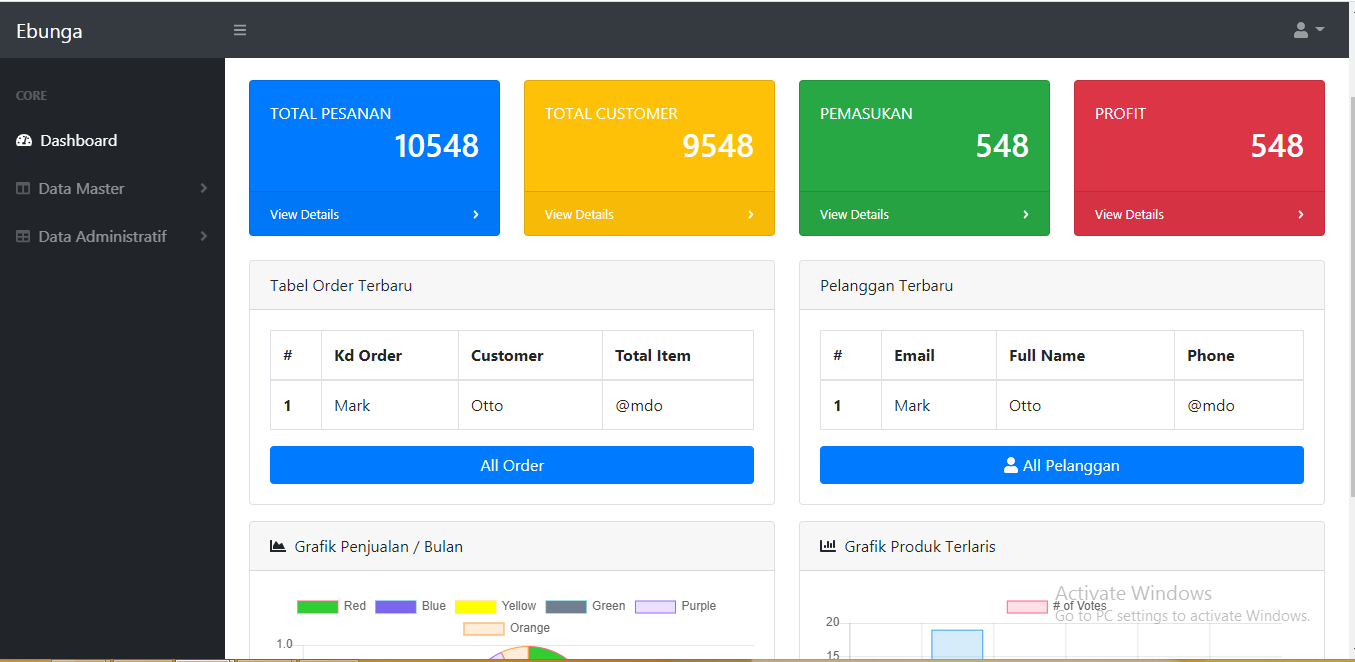 Ebunga
CORE
Dashboard
Data Master
Data Administratif
TOTAL PESANAN
10548
View Details
TOTAL CUSTOMER
9548
View Details
PEMASUKAN
548
View Details
PROFIT
548
View Details
Tabel Order Terbaru
# Kd Order Customer Total Item
1 Mark Otto @mdo
All Order
Pelanggan Terbaru
# Email Full Name Phone
1 Mark Otto @mdo
All Pelanggan
Grafik Penjualan / Bulan
Red Blue Yellow Green Purple
Orange
1.0
Grafik Produk Terlaris
# of Votes
20
15
Activate Windows
Go to PC settings to activate Windows.